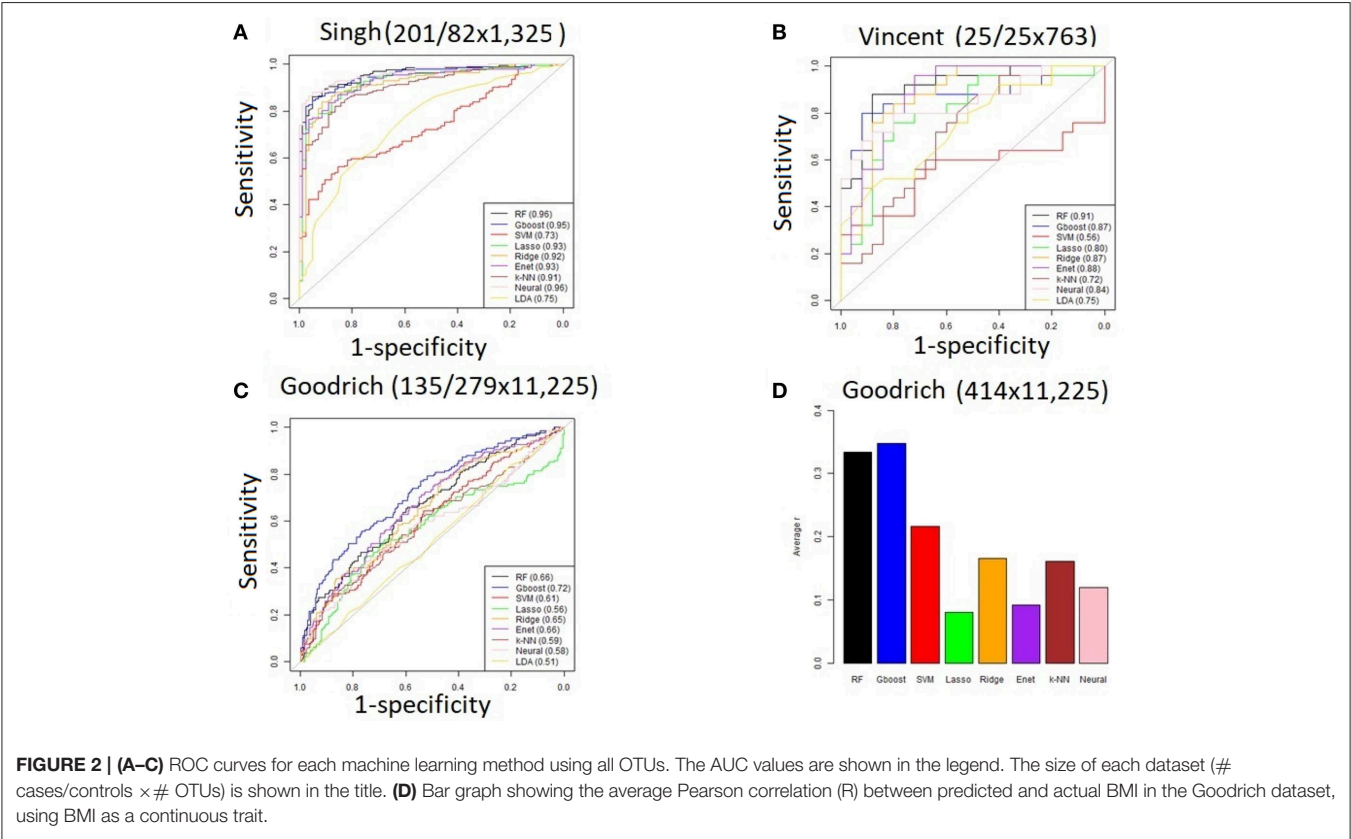 A
Singh (201/82x1,325 )
Sensitivity
1.0
0.8
0.6
0.4
0.2
0.0
RF (0.96)
Gboost (0.95)
SVM (0.73)
Lasso (0.93)
Ridge (0.92)
Enet (0.93)
k-NN (0.91)
Neural (0.96)
LDA (0.75)
1.0 0.8 0.6 0.4 0.2 0.0
1-specificity
B
Vincent (25/25x763)
Sensitivity
1.0
0.8
0.6
0.4
0.2
0.0
RF (0.91)
Gboost (0.87)
SVM (0.56)
Lasso (0.80)
Ridge (0.87)
Enet (0.88)
k-NN (0.72)
Neural (0.84)
LDA (0.75)
1.0 0.8 0.6 0.4 0.2 0.0
1-specificity
C
Goodrich (135/279x11,225)
Sensitivity
1.0
0.8
0.6
0.4
0.2
0.0
RF (0.66)
Gboost (0.72)
SVM (0.61)
Lasso (0.56)
Ridge (0.65)
Enet (0.66)
k-NN (0.59)
Neural (0.58)
LDA (0.51)
1.0 0.8 0.6 0.4 0.2 0.0
1-specificity
D
Goodrich (414x11,225)
Average r
0.4
0.3
0.2
0.1
0.0
RF Gboost SVM Lasso Ridge Enet k-NN Neural
FIGURE 2 | (A–C) ROC curves for each machine learning method using all OTUs. The AUC values are shown in the legend. The size of each dataset (#
cases/controls ×# OTUs) is shown in the title. (D) Bar graph showing the average Pearson correlation (R) between predicted and actual BMI in the Goodrich dataset,
using BMI as a continuous trait.